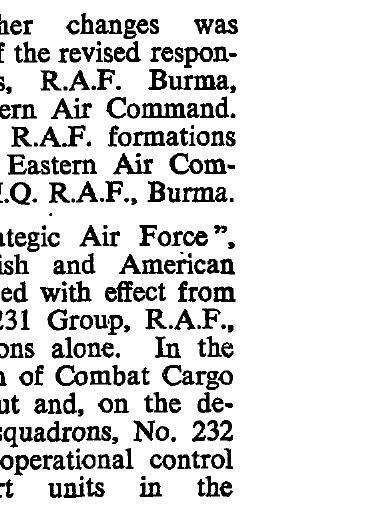 her changes was
f the revised respon-
s, R.A.F. Burma,
ern Air Command.
R.A.F. formations
Eastern Air Com-
.Q. R.A.F., Burma.
ategic Air Force",
ish and American
ed with effect from
231 Group, R.A.F.,
ons alone. In the
n of Combat Cargo
ut and, on the de-
squadrons, No. 232
operational control
rt units in the